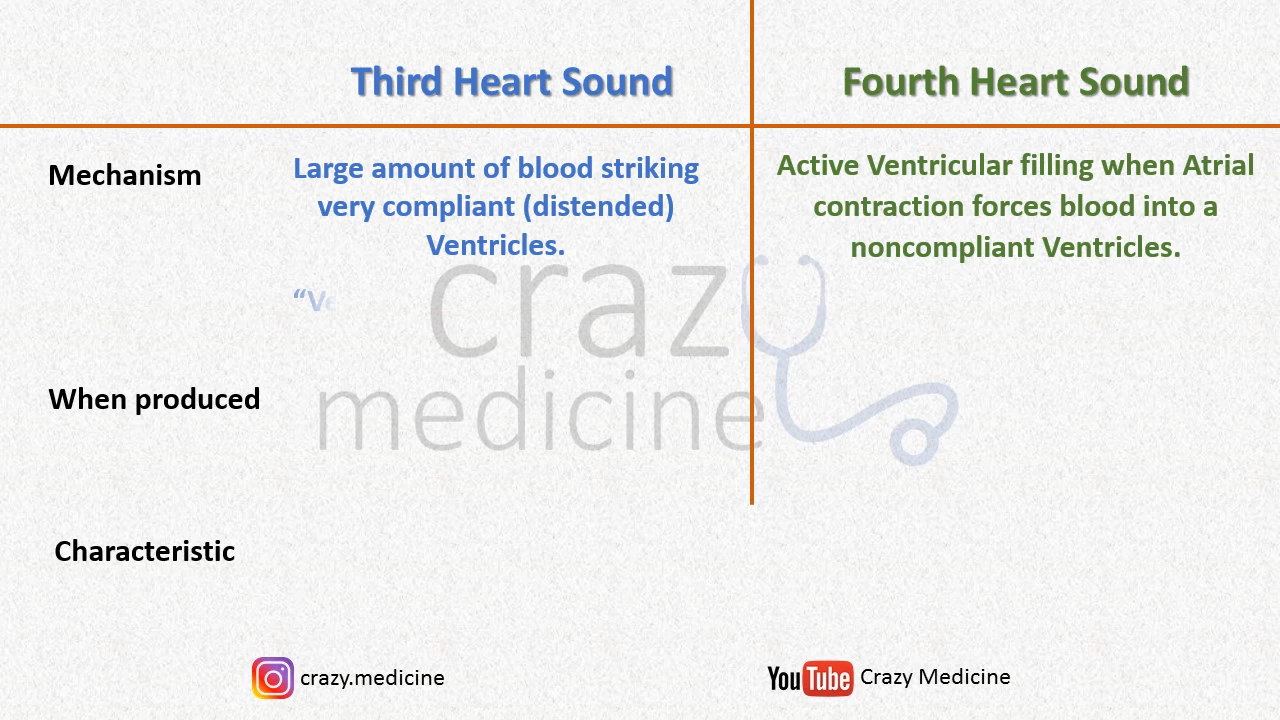 Third Heart Sound
Fourth Heart Sound
Mechanism
Large amount of blood striking
very compliant (distended)
Ventricles.
“Ve
Active Ventricular filling when Atrial
contraction forces blood into a
noncompliant Ventricles.
crazy
medicine
When produced
Characteristic
crazy.medicine
YouTube Crazy Medicine